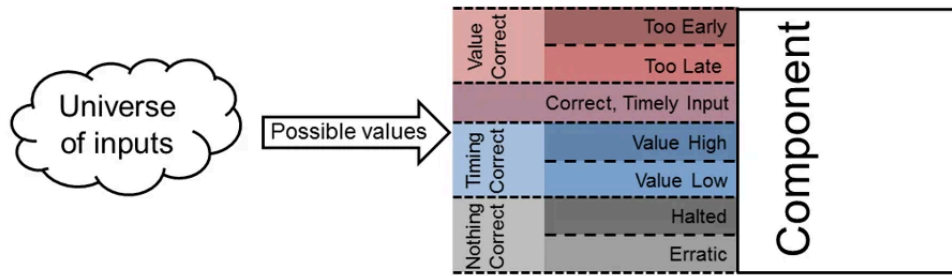 Universe
of inputs
Possible values
Value
Correct
Too Early
Too Late
Correct, Timely Input
Timing
Correct
Value High
Value Low
Nothing
Correct
Halted
Erratic
Component